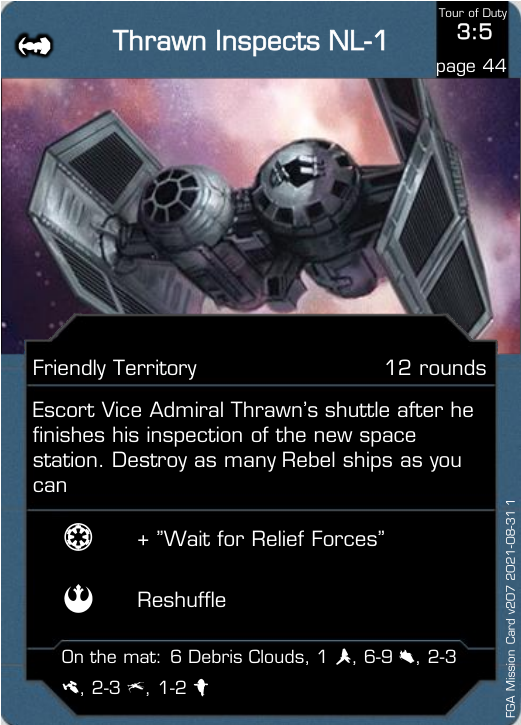 Thrawn Inspects NL-1
Tour of Duty
3:5
page 44
Friendly Territory
12 rounds
Escort Vice Admiral Thrawn's shuttle after he
finishes his inspection of the new space
station. Destroy as many Rebel ships as you
can
+ "Wait for Relief Forces"
Reshuffle
On the mat: 6 Debris Clouds, 1 , 6-9 , 2-3
, 2-3 , 1-2
FGA Mission Card v207 2021-08-31 1